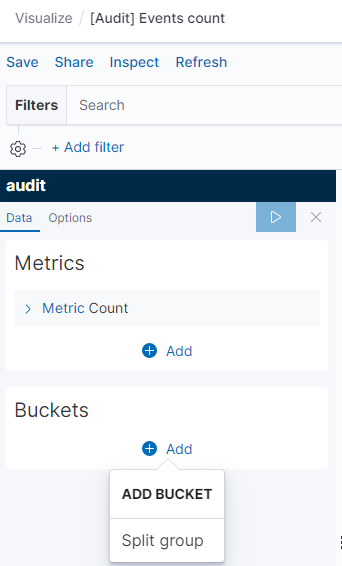 Visualize / [Audit] Events count
Save Share Inspect Refresh
Filters Search
+ Add filter
audit
Data Options
Metrics
Metric Count
Add
Buckets
Add
ADD BUCKET
Split group